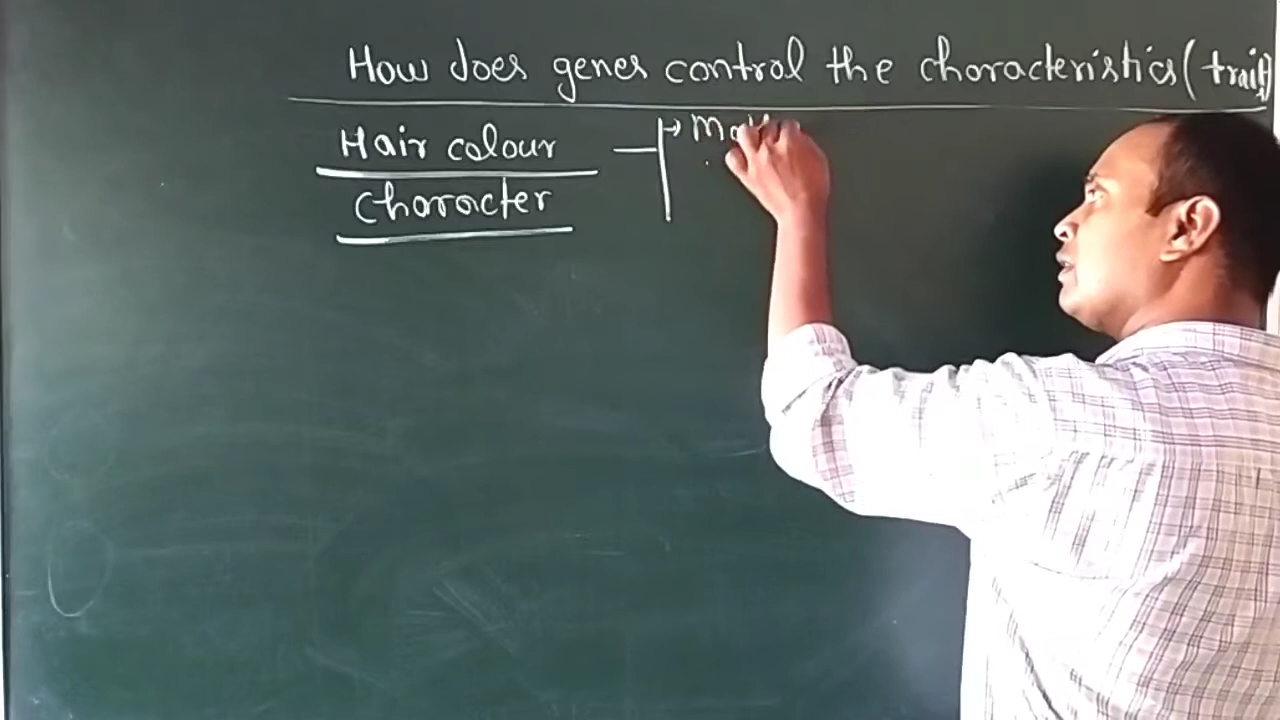 How does genes control the characteristics (trait)
Hair colour
character